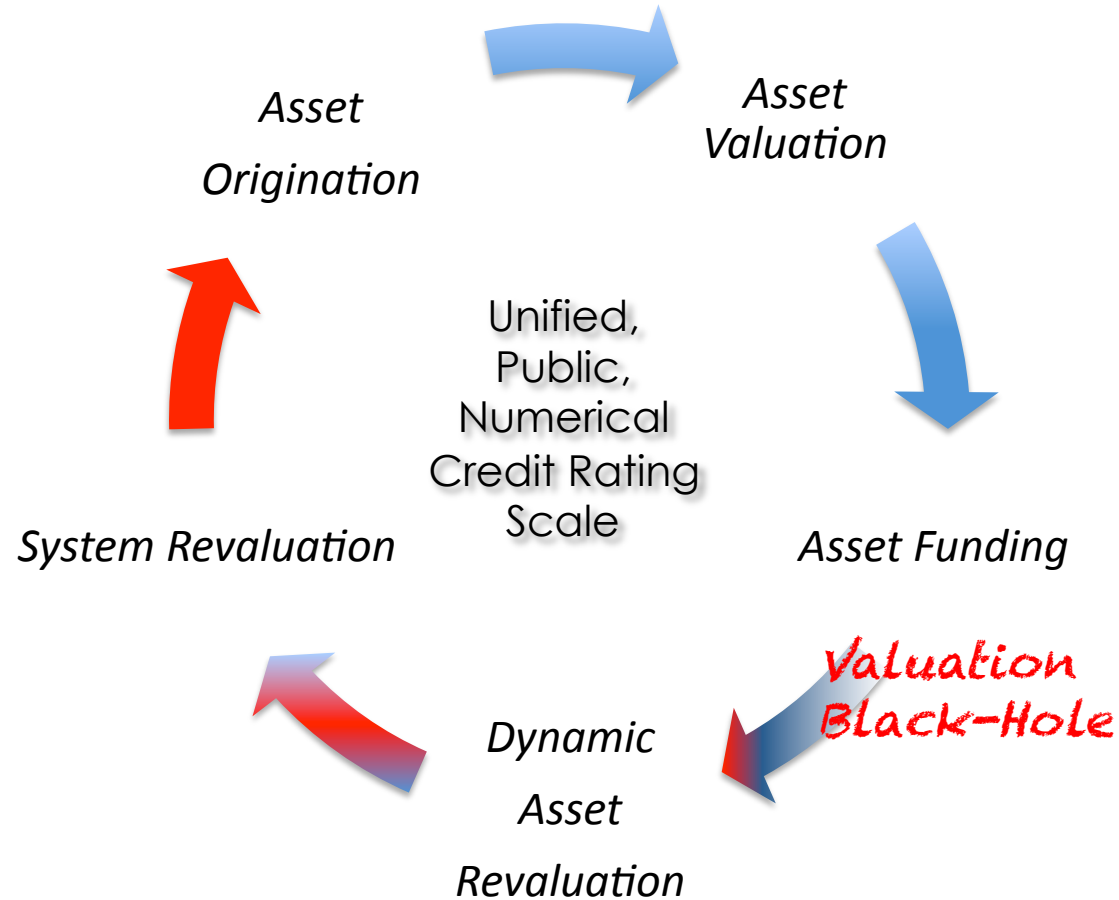 Asset
Origination
Asset
Valuation
Unified,
Public,
Numerical
Credit Rating
Scale
System Revaluation
Asset Funding
Valuation
Black-Hole
Dynamic
Asset
Revaluation